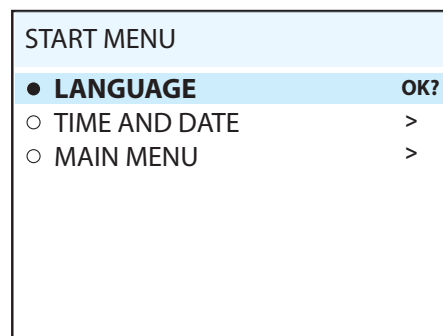 START MENU
● LANGUAGE OK?
○ TIME AND DATE >
○ MAIN MENU >